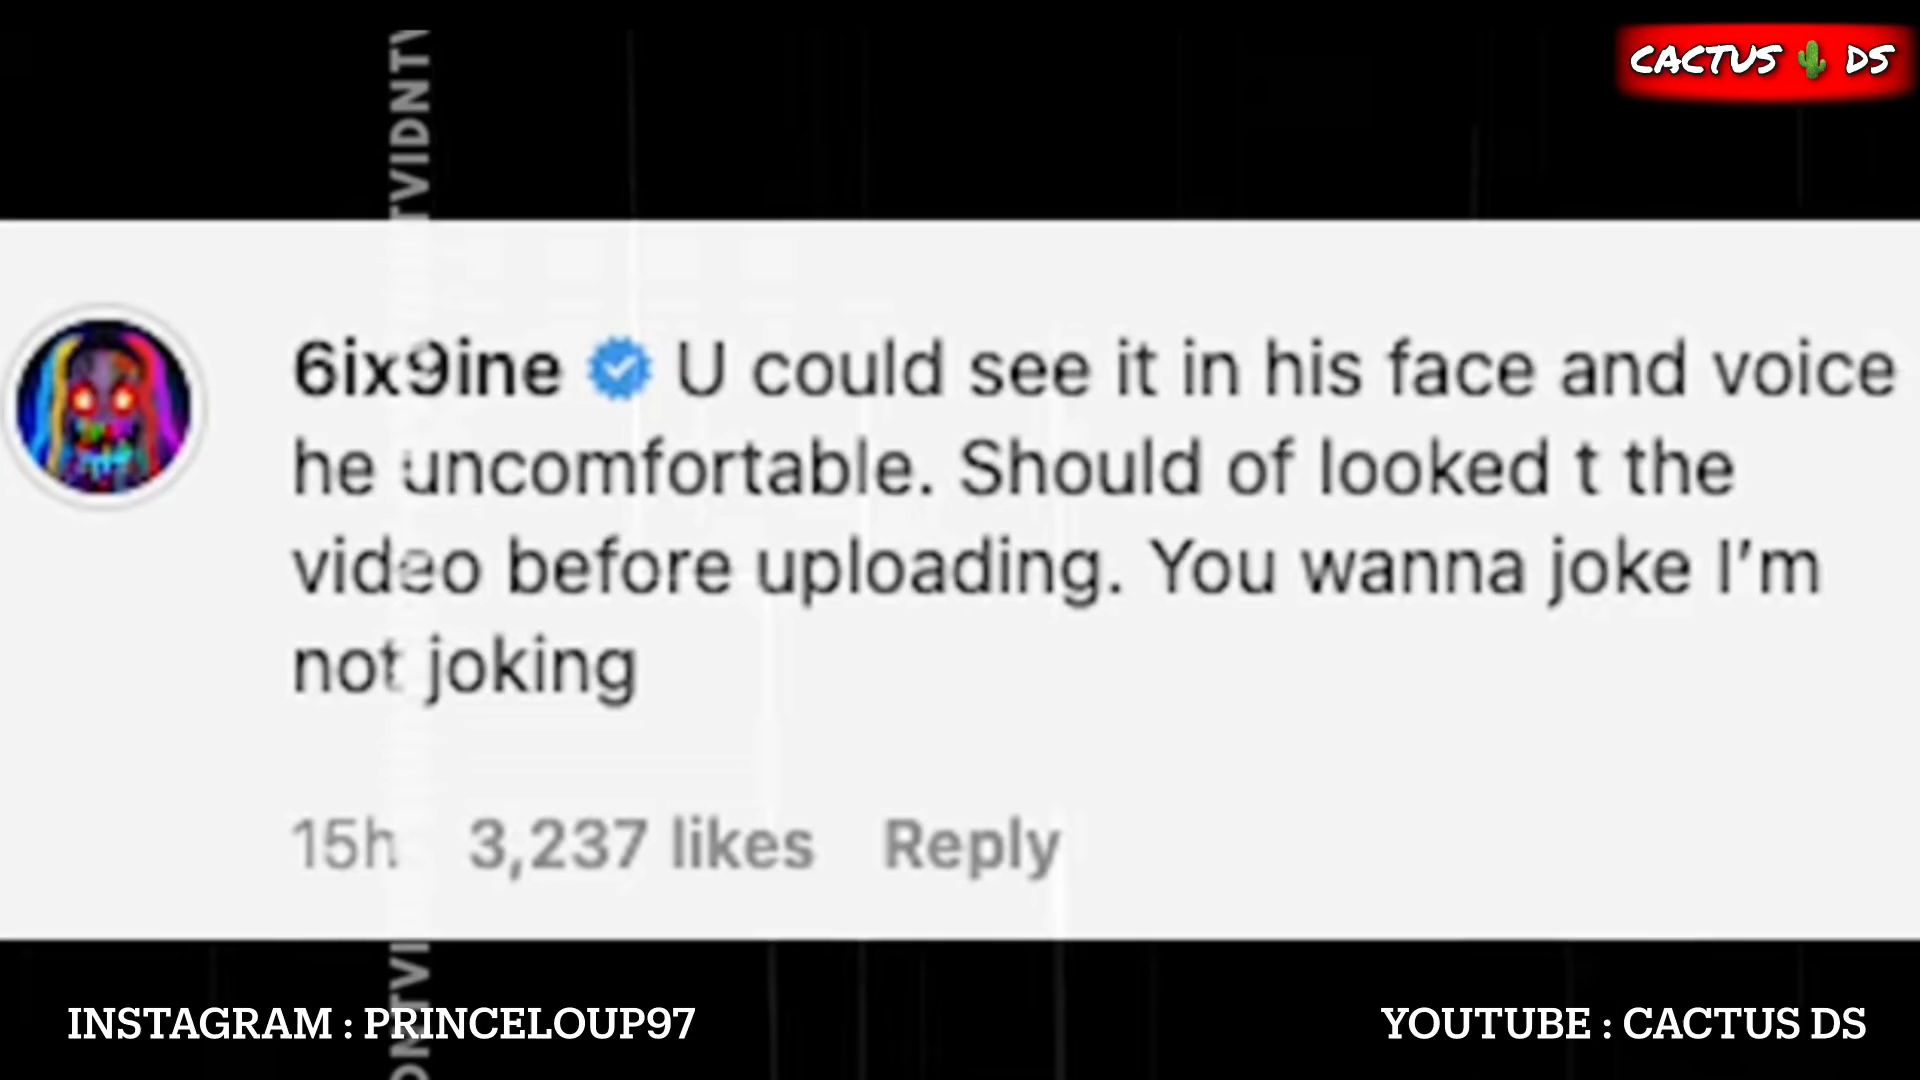 CACTUS 🌵 DS
6ix9ine U could see it in his face and voice
he uncomfortable. Should of looked t the
video before uploading. You wanna joke I’m
not joking
15h 3,237 likes Reply
INSTAGRAM : PRINCELOUP97
YOUTUBE : CACTUS DS